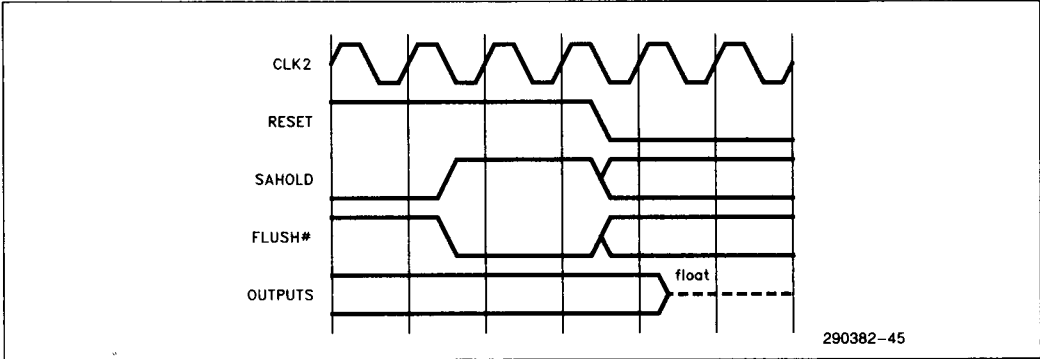 CLK2
RESET
SAHOLD
FLUSH#
float
OUTPUTS
290382-45